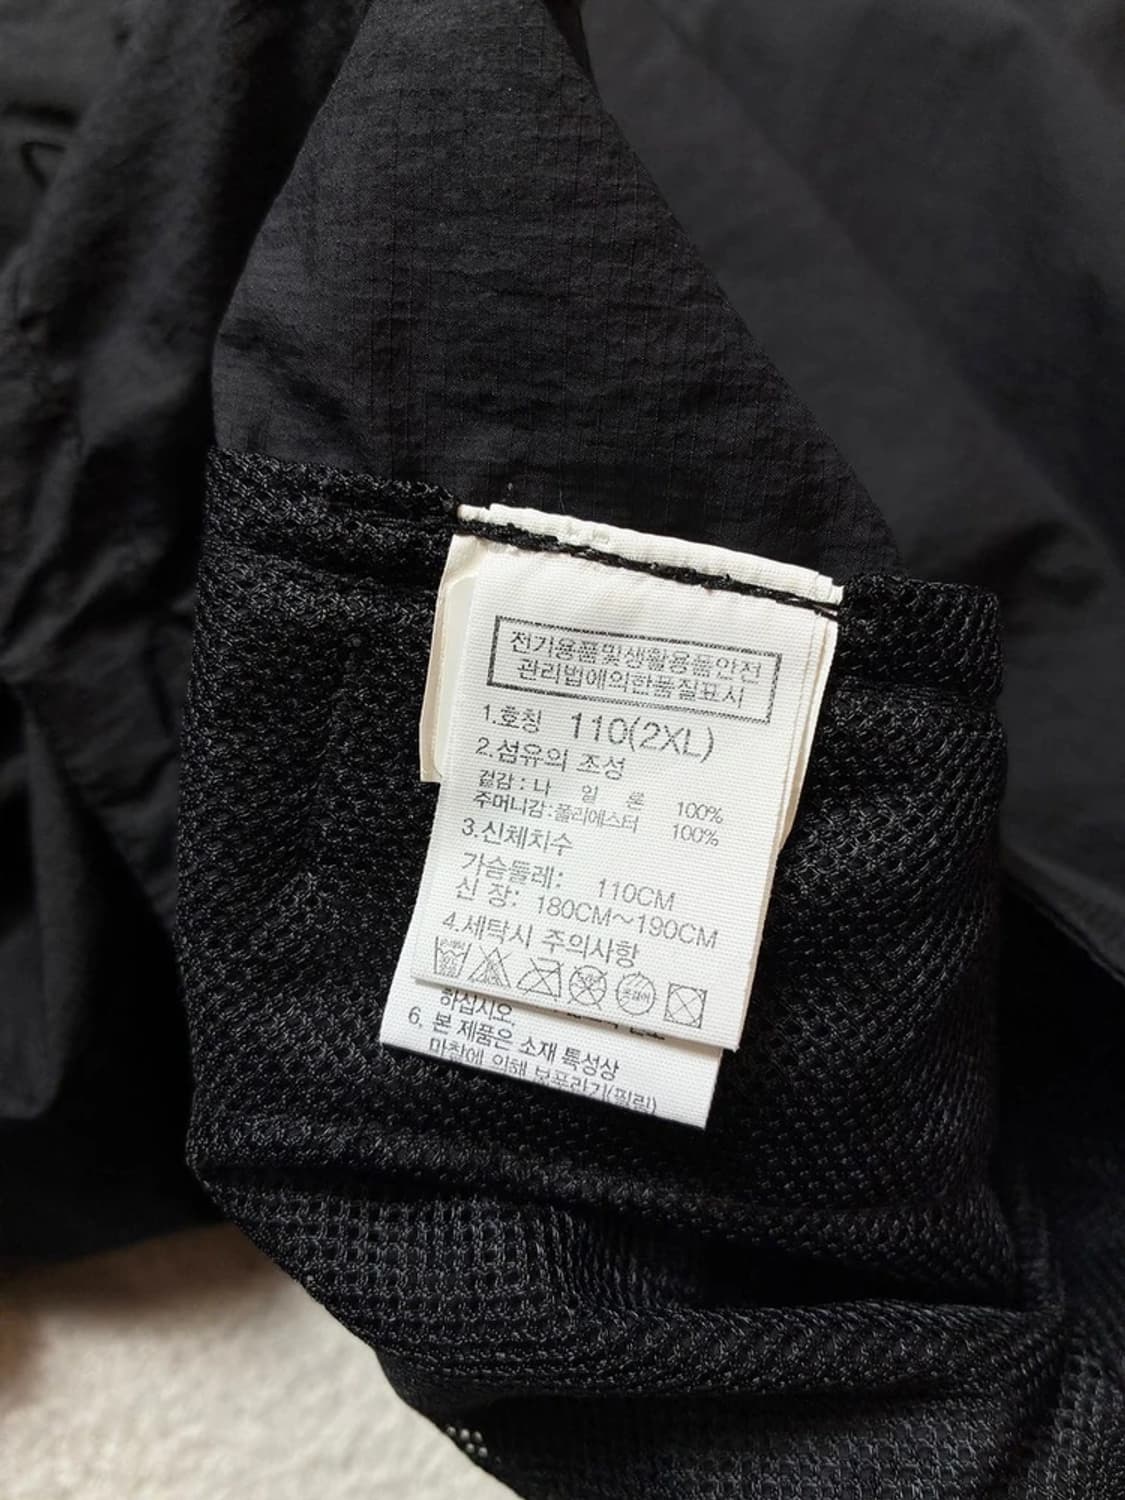 전기용품및생활용품안전
관리법에의한품질표시
1.호칭 110(2XL)
2.섬유의 조성
겉감:나 일 론 100%
주머니감:폴리에스터 100%
3.신체치수
가슴둘레: 110CM
신 장: 180CM~190CM
4.세탁시 주의사항
하십시오.
6. 본 제품은 소재 특성상
마찰에 의해 보푸라기(필링)